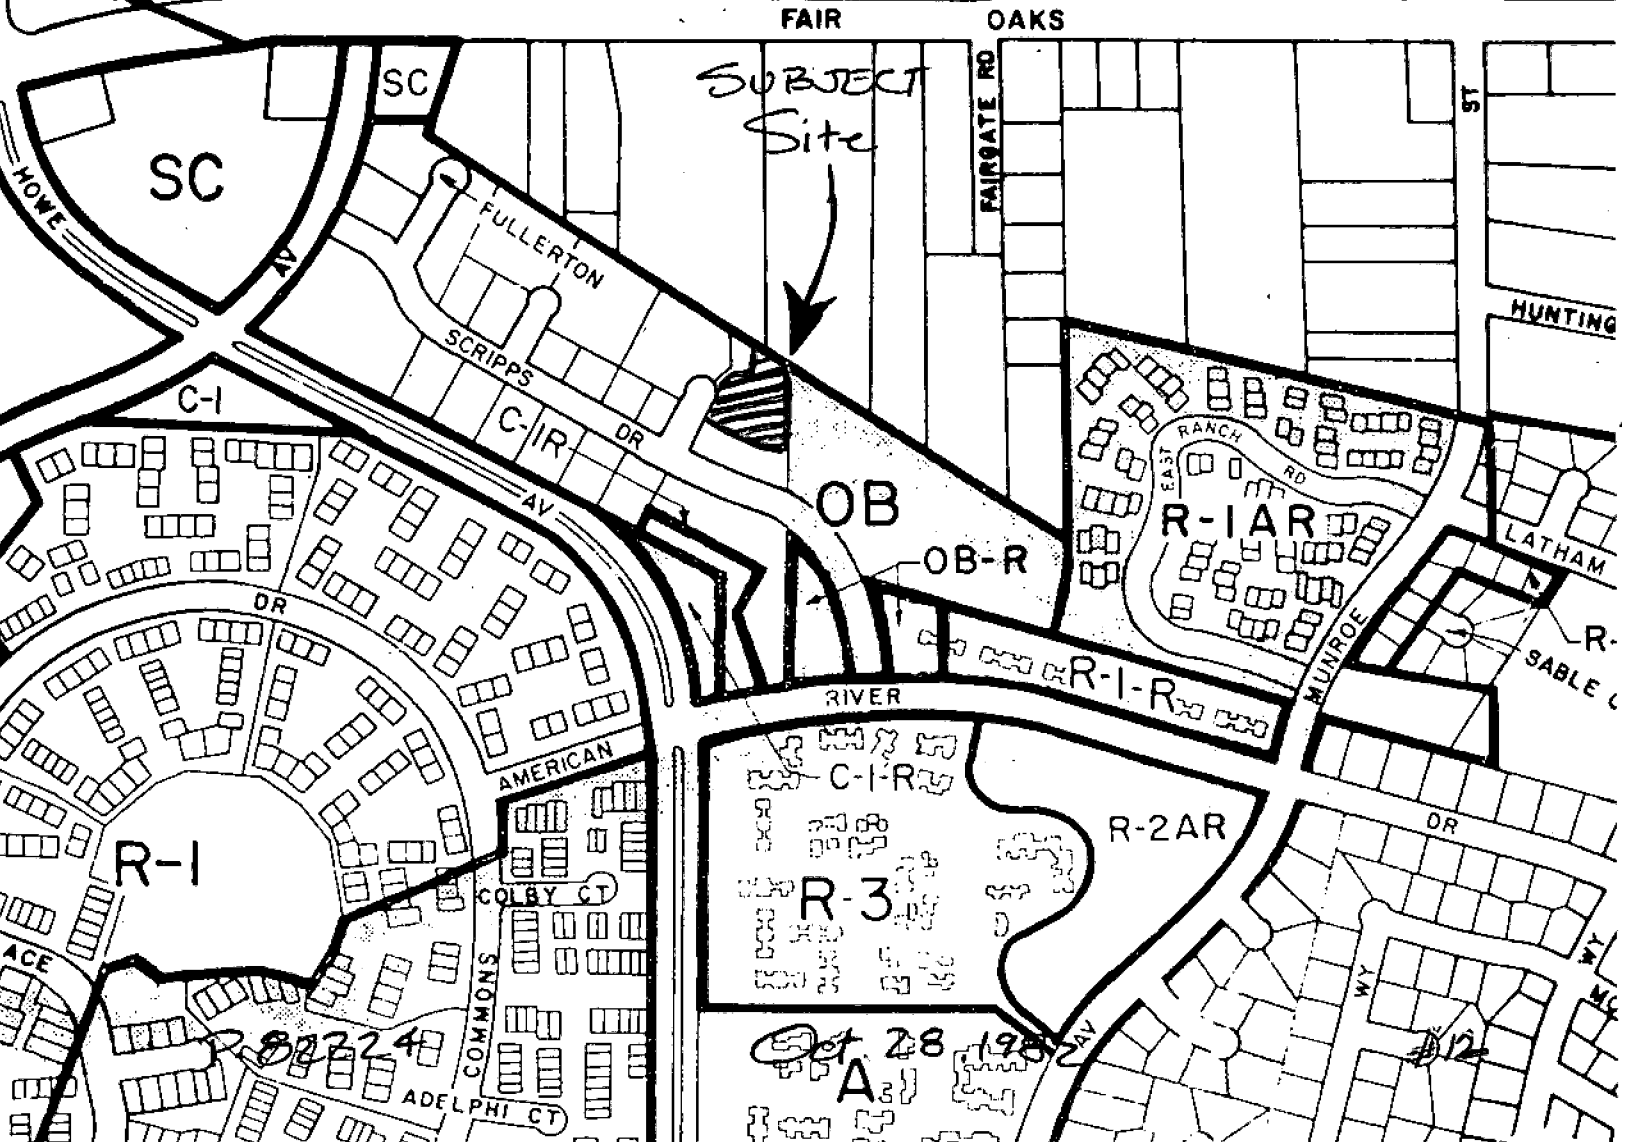 FAIR OAKS
SUBJECT
Site
FAIRGATE RD
ST
SC
SC
HOWE
AV
FULLERTON
HUNTING
SCRIPPS
DR
C-1
C-1R
RANCH
EAST
RD
AV
OB
R-1AR
OB-R
LATHAM
DR
MUNROE
R-
SABLE C
R-1-R
RIVER
AMERICAN
C-1-R
R-2AR
DR
R-1
R-3
COLBY CT
ACE
COMMONS
WY
WY
P 82224
Oct 28 1982
AV
#12
A
ADELPHI CT